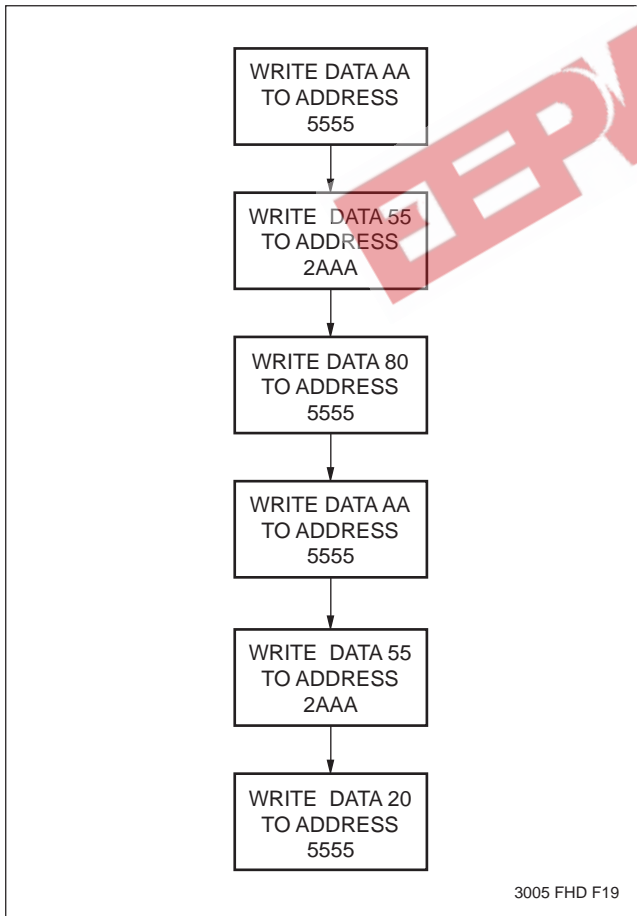 WRITE DATA AA
TO ADDRESS
5555
WRITE DATA 55
TO ADDRESS
2AAA
WRITE DATA 80
TO ADDRESS
5555
WRITE DATA AA
TO ADDRESS
5555
WRITE DATA 55
TO ADDRESS
2AAA
WRITE DATA 20
TO ADDRESS
5555
3005 FHD F19